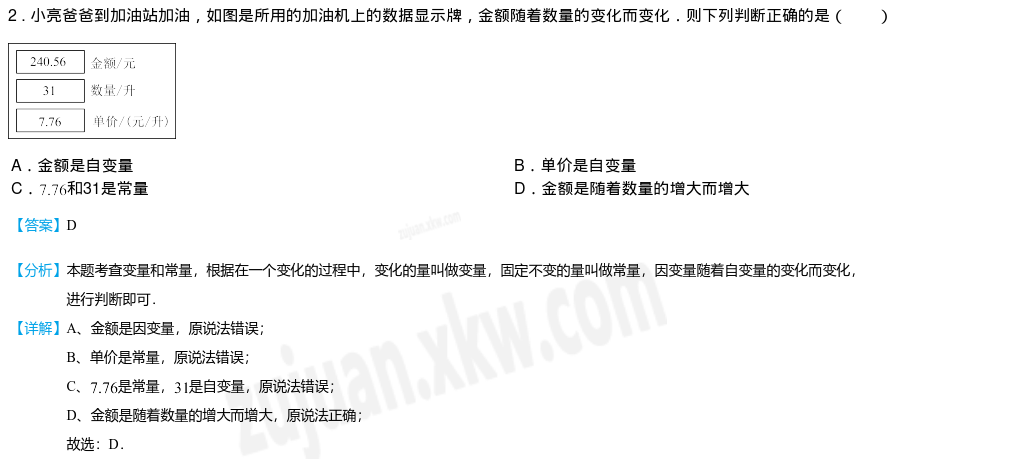 2．小亮爸爸到加油站加油，如图是所用的加油机上的数据显示牌，金额随着数量的变化而变化．则下列判断正确的是（　　）
240.56 金额/元
31 数量/升
7.76 单价/(元/升)
A．金额是自变量 B．单价是自变量
C．7.76和31是常量 D．金额是随着数量的增大而增大
【答案】D
zujuan.xkw.com
【分析】本题考查变量和常量，根据在一个变化的过程中，变化的量叫做变量，固定不变的量叫做常量，因变量随着自变量的变化而变化，
进行判断即可．
【详解】A、金额是因变量，原说法错误；
B、单价是常量，原说法错误；
C、7.76是常量，31是自变量，原说法错误；
D、金额是随着数量的增大而增大，原说法正确；
故选：D．
zujuan.xkw.com